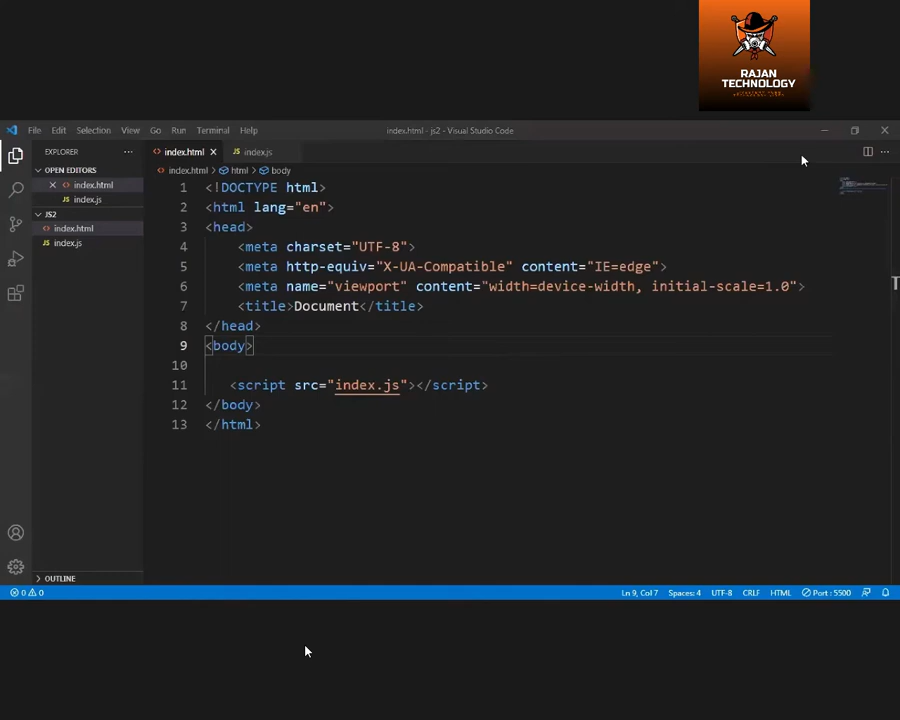 RAJAN
TECHNOLOGY
File Edit Selection View Go Run Terminal Help
index.html - js2 - Visual Studio Code
EXPLORER
index.html
index.js
OPEN EDITORS
index.html
index.js
JS2
index.html
index.js
index.html > html > body
1 <!DOCTYPE html>
2 <html lang="en">
3 <head>
4 <meta charset="UTF-8">
5 <meta http-equiv="X-UA-Compatible" content="IE=edge">
6 <meta name="viewport" content="width=device-width, initial-scale=1.0">
7 <title>Document</title>
8 </head>
9 <body>
10
11 <script src="index.js"></script>
12 </body>
13 </html>
OUTLINE
0 0
Ln 9, Col 7 Spaces: 4 UTF-8 CRLF HTML Port : 5500